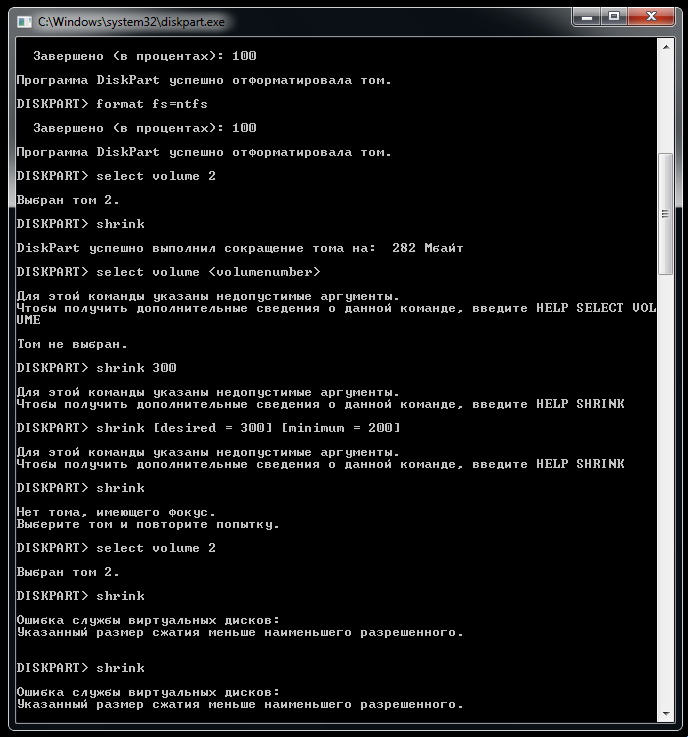 C:\Windows\system32\diskpart.exe
Завершено (в процентах): 100
Программа DiskPart успешно отформатировала том.
DISKPART> format fs=ntfs
Завершено (в процентах): 100
Программа DiskPart успешно отформатировала том.
DISKPART> select volume 2
Выбран том 2.
DISKPART> shrink
DiskPart успешно выполнил сокращение тома на:  282 Мбайт
DISKPART> select volume <volumenumber>
Для этой команды указаны недопустимые аргументы.
Чтобы получить дополнительные сведения о данной команде, введите HELP SELECT VOL
UME
Том не выбран.
DISKPART> shrink 300
Для этой команды указаны недопустимые аргументы.
Чтобы получить дополнительные сведения о данной команде, введите HELP SHRINK
DISKPART> shrink [desired = 300] [minimum = 200]
Для этой команды указаны недопустимые аргументы.
Чтобы получить дополнительные сведения о данной команде, введите HELP SHRINK
DISKPART> shrink
Нет тома, имеющего фокус.
Выберите том и повторите попытку.
DISKPART> select volume 2
Выбран том 2.
DISKPART> shrink
Ошибка службы виртуальных дисков:
Указанный размер сжатия меньше наименьшего разрешенного.
DISKPART> shrink
Ошибка службы виртуальных дисков:
Указанный размер сжатия меньше наименьшего разрешенного.